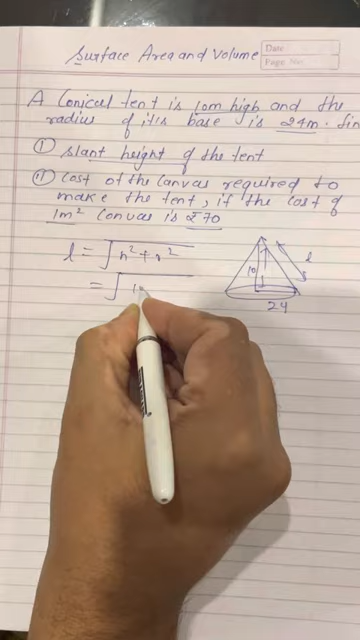 Surface Area and Volume
Date
Page No:
A Conical tent is 10m high and the
radius of its base is 24m.
(I) slant height of the tent
(II) Cost of the Canvas required to
make the tent, if the cost of
1m² Canvas is ₹70
l = √h² + r²
= √1
10
l
24